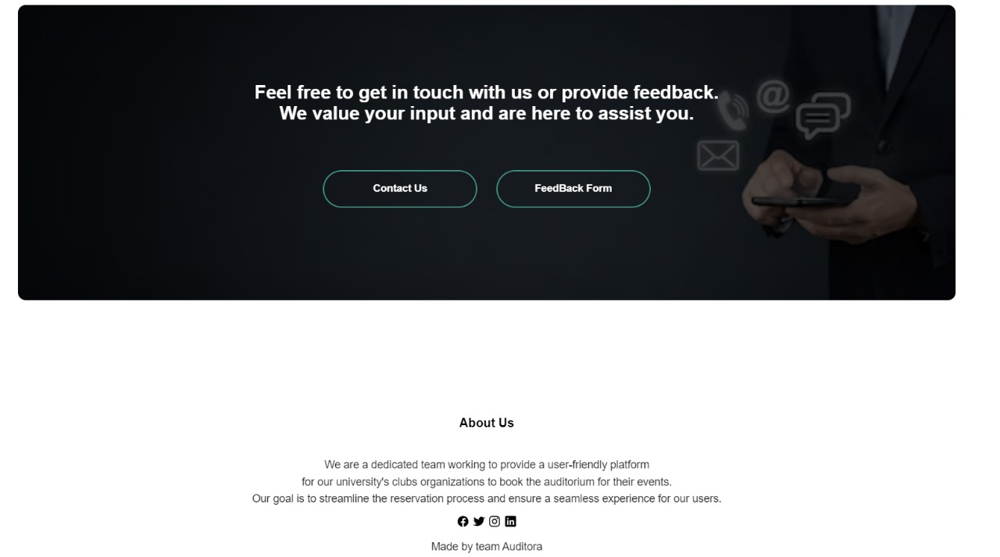 Feel free to get in touch with us or provide feedback.
We value your input and are here to assist you.
Contact Us
FeedBack Form
About Us
We are a dedicated team working to provide a user-friendly platform
for our university's clubs organizations to book the auditorium for their events.
Our goal is to streamline the reservation process and ensure a seamless experience for our users.
Made by team Auditora